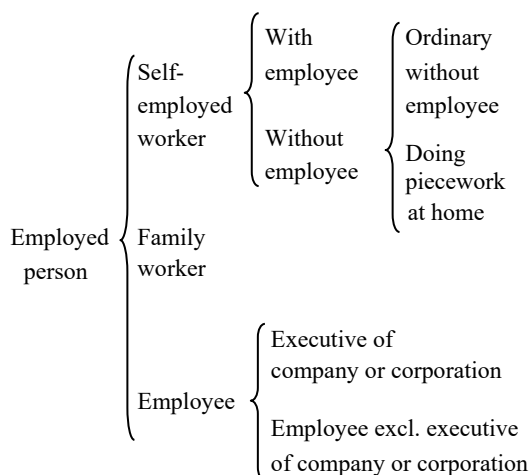 With
employee
Ordinary
without
employee
Self-
employed
worker
Without
employee
Doing
piecework
at home
Employed
person
Family
worker
Executive of
company or corporation
Employee
Employee excl. executive
of company or corporation